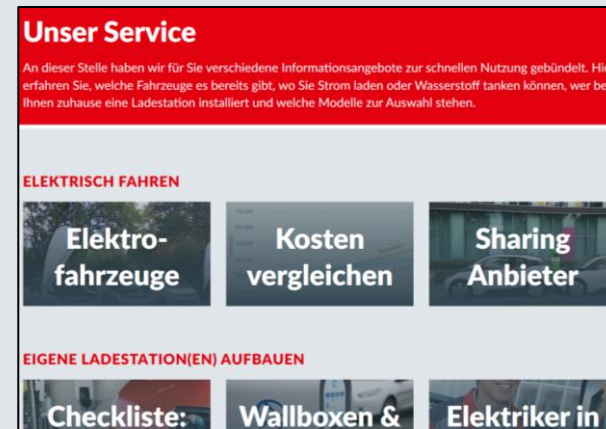 Unser Service
An dieser Stelle haben wir für Sie verschiedene Informationsangebote zur schnellen Nutzung gebündelt. Hie
erfahren Sie, welche Fahrzeuge es bereits gibt, wo Sie Strom laden oder Wasserstoff tanken können, wer be
Ihnen zuhause eine Ladestation installiert und welche Modelle zur Auswahl stehen.
ELEKTRISCH FAHREN
Elektro-
fahrzeuge
Kosten
vergleichen
Sharing
Anbieter
EIGENE LADESTATION(EN) AUFBAUEN
Checkliste:
Wallboxen &
Elektriker in